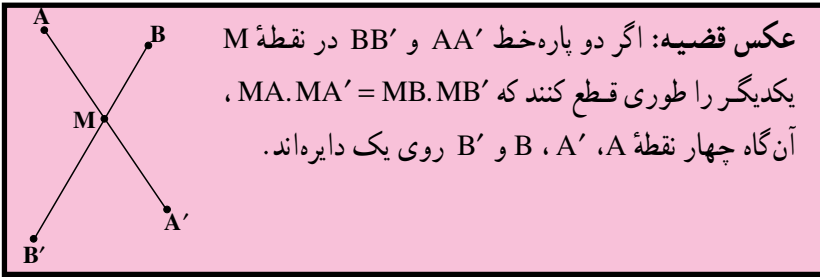 عکس قضیه: اگر دو پاره‌خط AA′ و BB′ در نقطهٔ M
یکدیگر را طوری قطع کنند که MA.MA′ = MB.MB′ ،
آن‌گاه چهار نقطهٔ A، A′ ، B و B′ روی یک دایره‌اند.
A
B
M
A′
B′